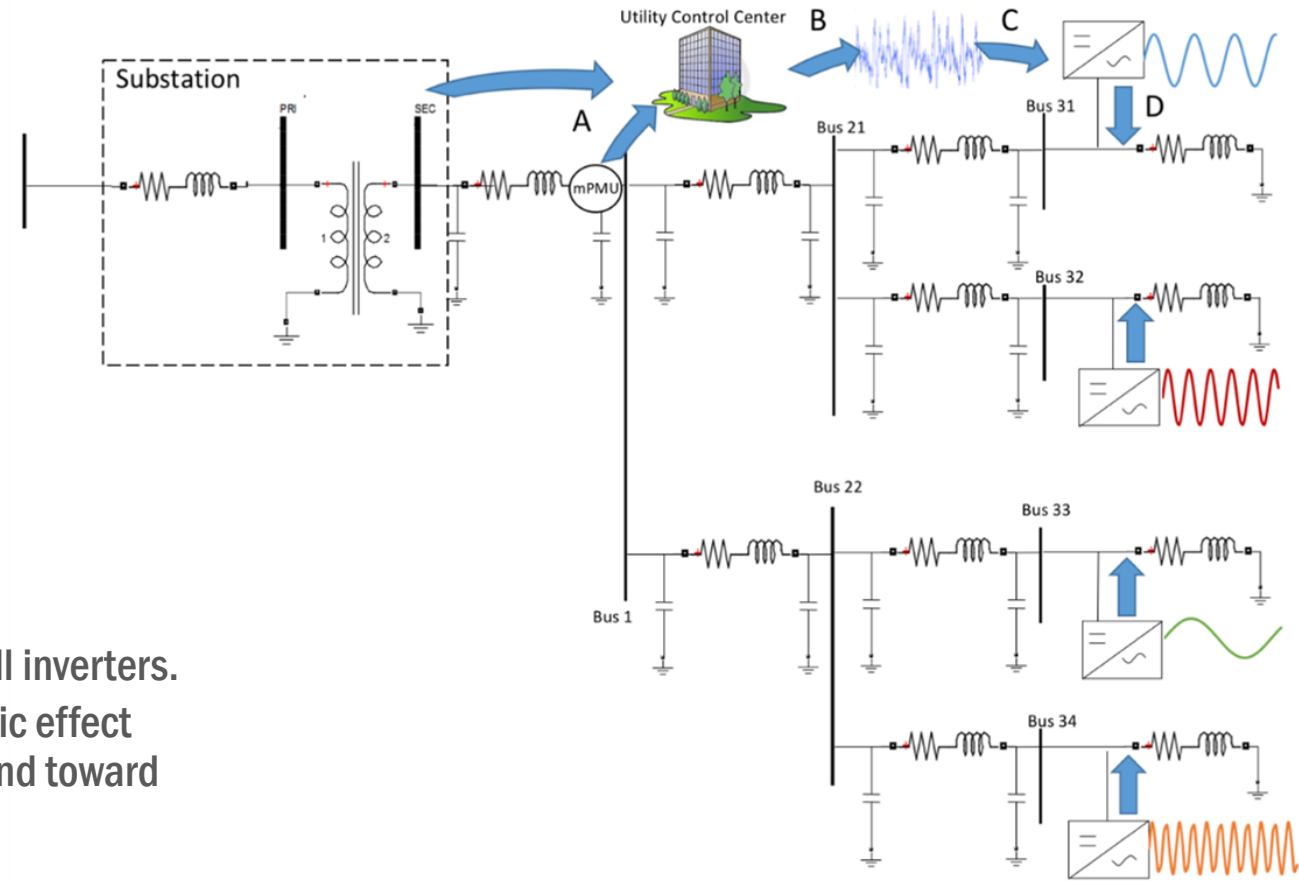 Utility Control Center
B
C
Substation
A
PRI
SEC
Bus 31
D
Bus 21
mPMU
1
2
Bus 32
Bus 22
Bus 33
Bus 1
ll inverters.
ic effect
nd toward
Bus 34